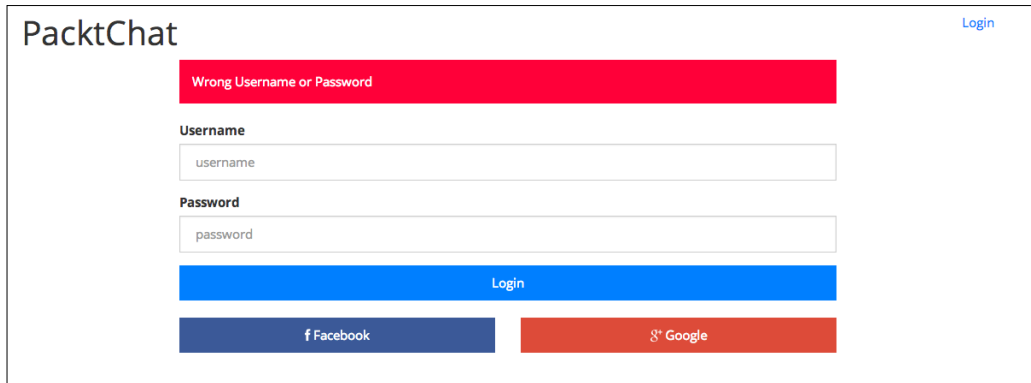 PacktChat
Login
Wrong Username or Password
Username
username
Password
password
Login
f Facebook
g+ Google